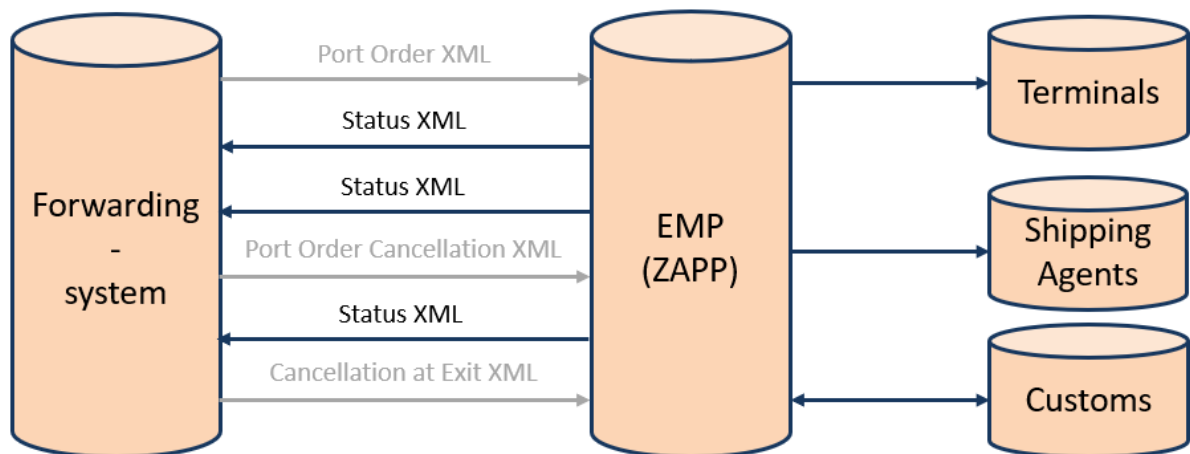 Port Order XML
Status XML
Status XML
Port Order Cancellation XML
Status XML
Cancellation at Exit XML
Forwarding
-
system
EMP
(ZAPP)
Terminals
Shipping
Agents
Customs